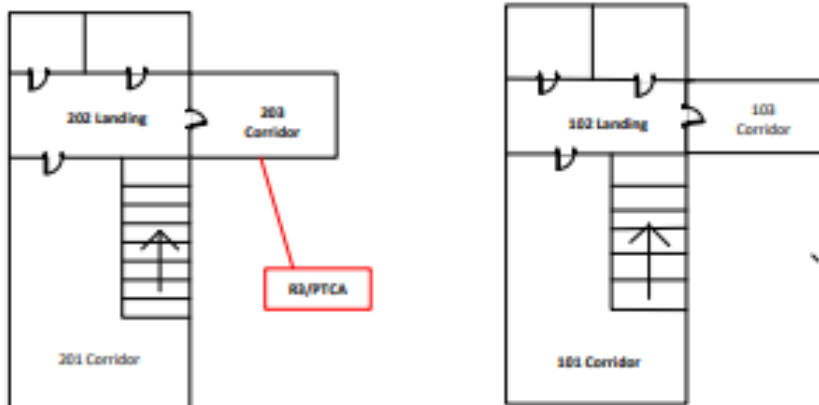 202 Landing
203
Corridor
R3/PTCA
201 Corridor
102 Landing
103
Corridor
101 Corridor